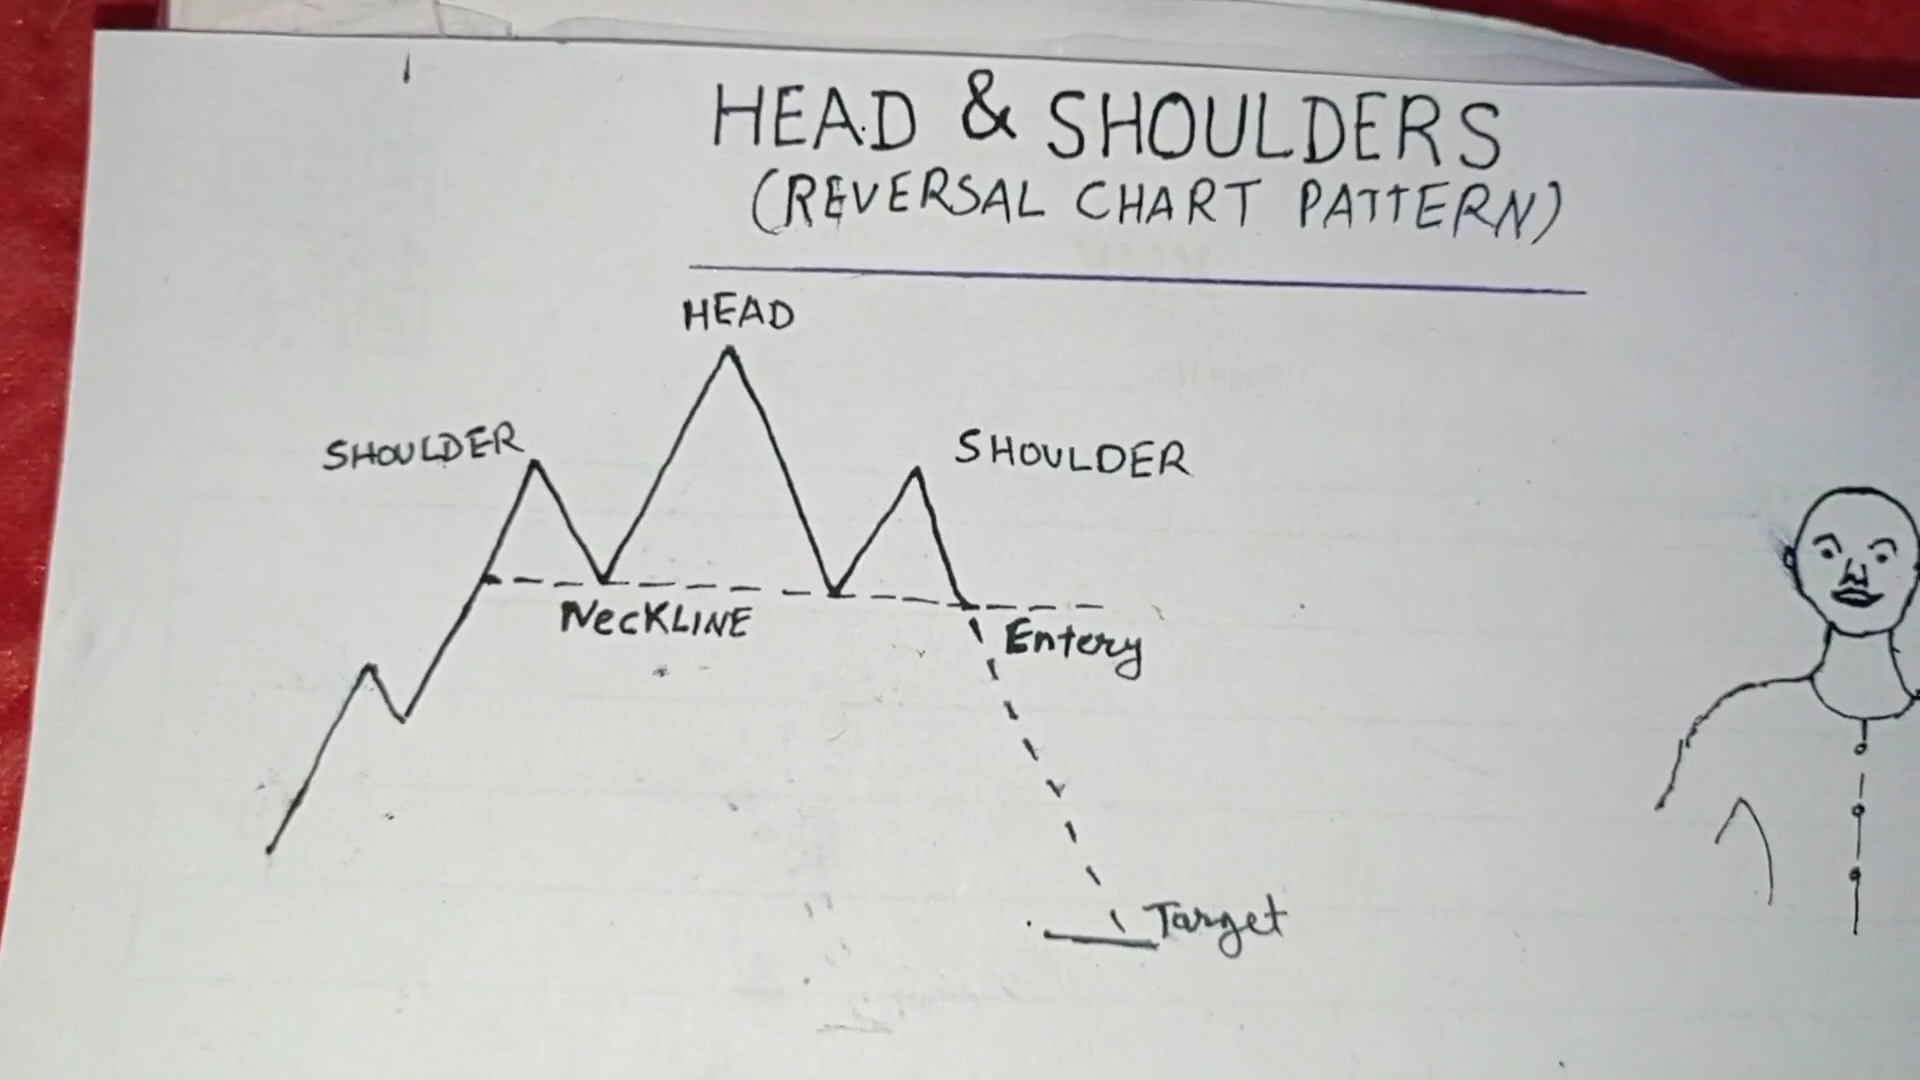 HEAD & SHOULDERS
(REVERSAL CHART PATTERN)
HEAD
SHOULDER
SHOULDER
NeCKLINE
Entery
Target